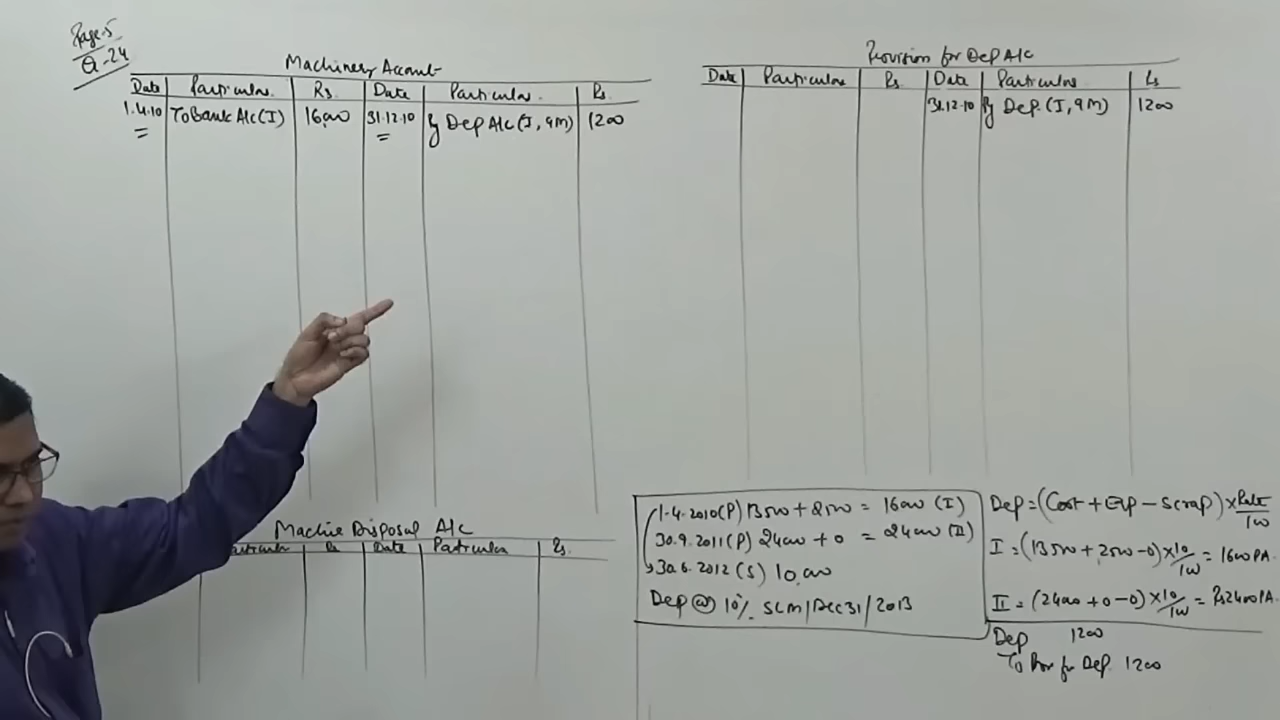 Page-5
Q-24
Machinery Account
Date Particulars Rs. Date Particulars Rs.
1.4.10 To Bank A/c (I) 16,000 31.12.10 By Dep A/c (I, 9M) 1200
Provision for Dep A/c
Date Particulars Rs. Date Particulars Rs
31.12.10 By Dep. (I, 9M) 1200
Machine Disposal A/c
Particulars Rs Date Particulars Rs.
1.4.2010 (P) 13500 + 2500 = 16000 (I)
30.9.2011 (P) 24000 + 0 = 24000 (II)
30.6.2012 (S) 10,000
Dep @ 10% SLM/Dec 31/2013
Dep = (Cost + Exp - Scrap) x Rate/100
I = (13500 + 2500 - 0) x 10/100 = 1600 PA.
II = (24000 + 0 - 0) x 10/100 = Rs2400 PA.
Dep 1200
To Prov for Dep. 1200